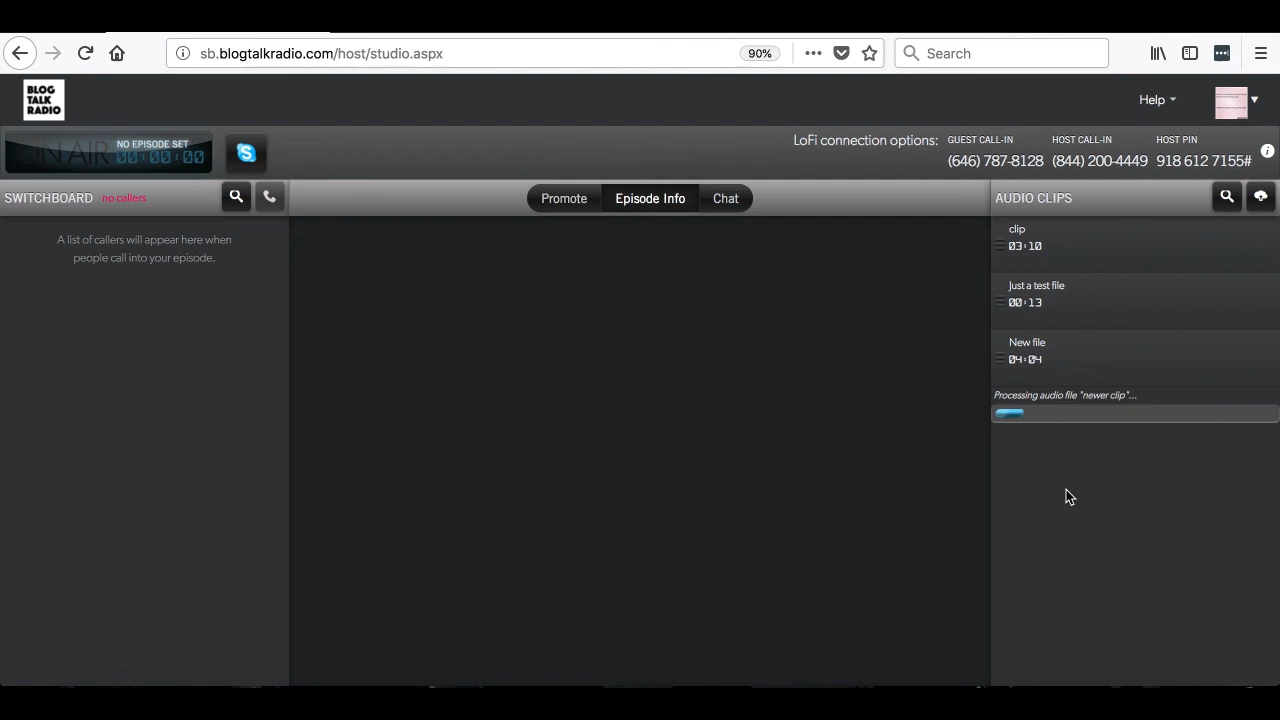 sb.blogtalkradio.com/host/studio.aspx
90%
Search
BLOG
TALK
RADIO
Help
ON AIR
NO EPISODE SET
00:00:00
LoFi connection options:
GUEST CALL-IN
(646) 787-8128
HOST CALL-IN
(844) 200-4449
HOST PIN
918 612 7155#
SWITCHBOARD no callers
Promote
Episode Info
Chat
AUDIO CLIPS
A list of callers will appear here when
people call into your episode.
clip
03:10
Just a test file
00:13
New file
04:04
Processing audio file "newer clip"...